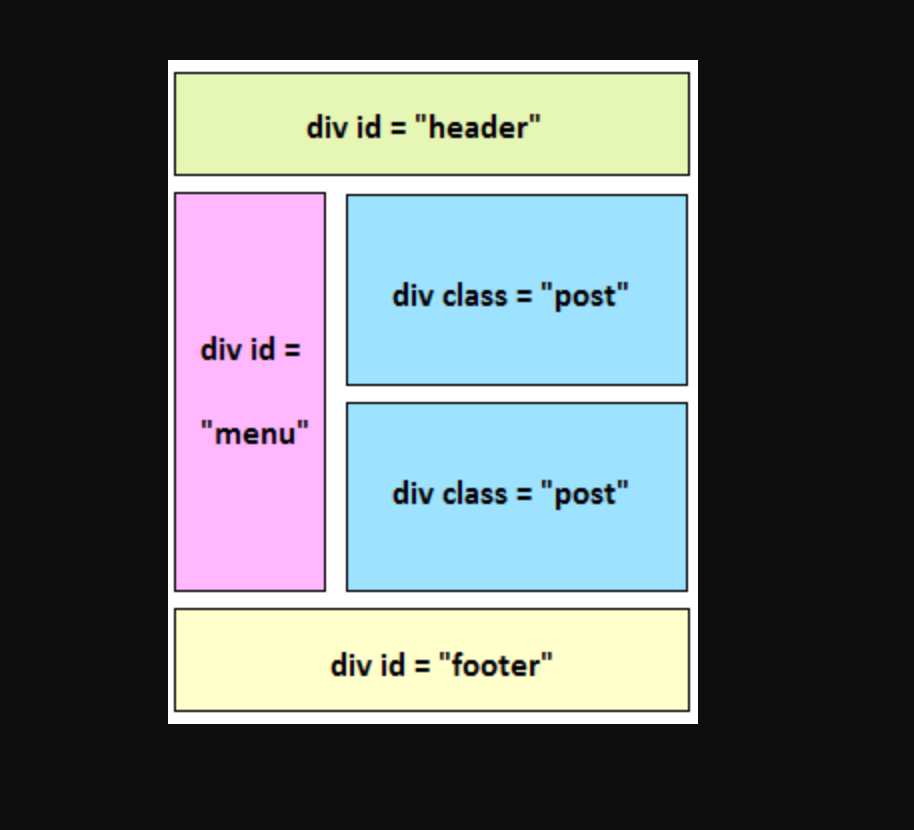 div id = "header"
div id =
"menu"
div class = "post"
div class = "post"
div id = "footer"